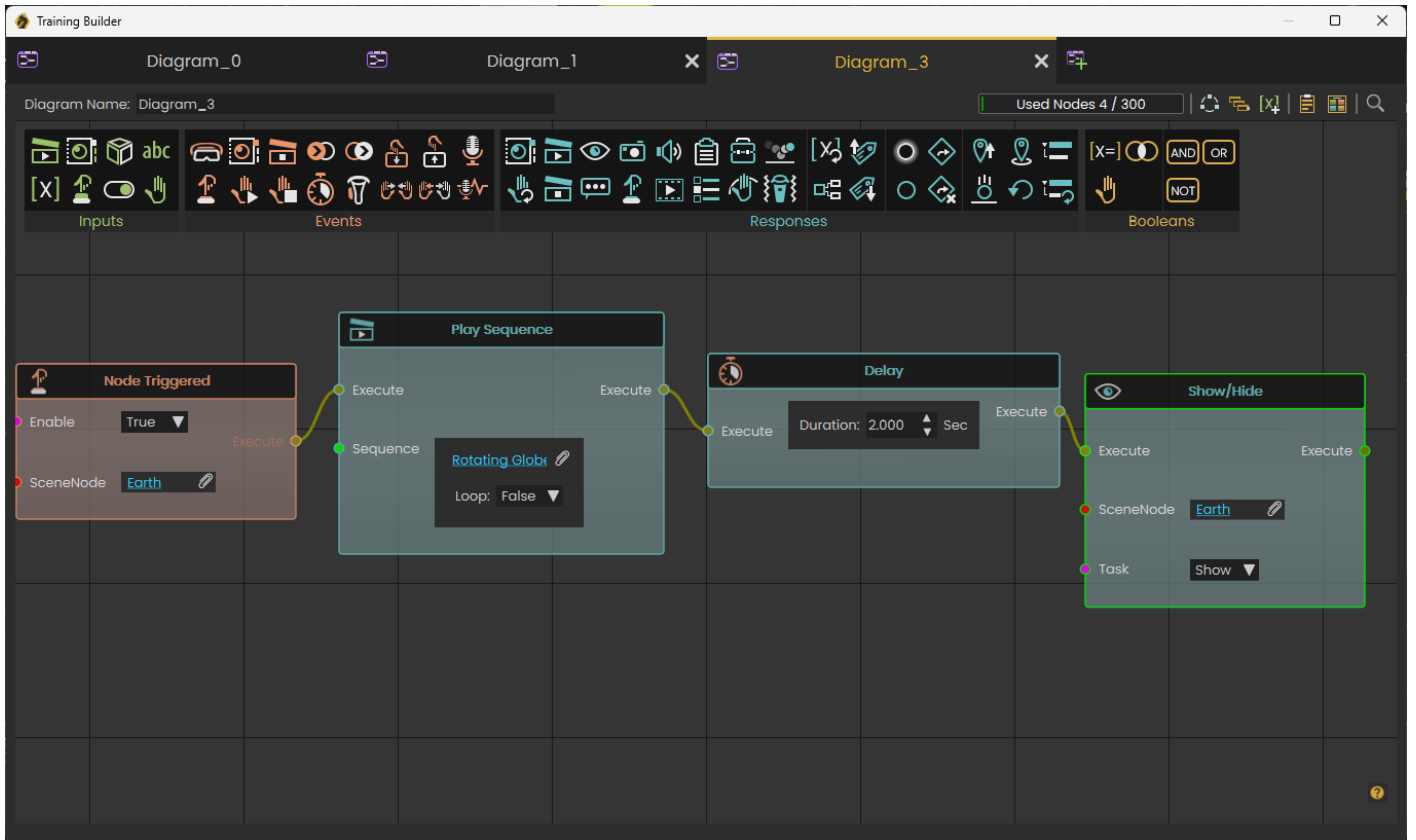 Training Builder
Diagram_0
Diagram_1
Diagram_3
Diagram Name: Diagram_3
Used Nodes 4 / 300
abc
[X]
[X]
[X=]
AND
OR
NOT
Inputs
Events
Responses
Booleans
Node Triggered
Enable
True
Execute
SceneNode
Earth
Play Sequence
Execute
Execute
Sequence
Rotating Globe
Loop: False
Delay
Execute
Execute
Duration: 2.000 Sec
Show/Hide
Execute
Execute
SceneNode
Earth
Task
Show